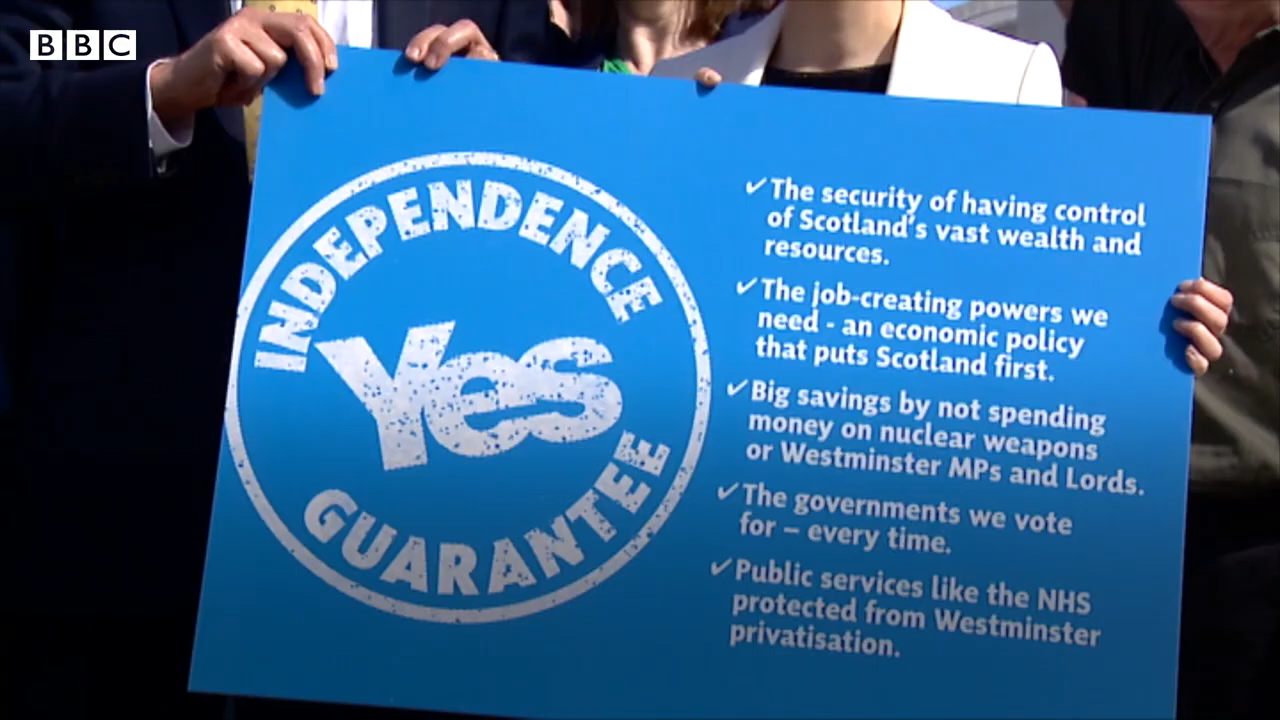 BBC
INDEPENDENCE
Yes
GUARANTEE
✓ The security of having control
of Scotland's vast wealth and
resources.
✓ The job-creating powers we
need - an economic policy
that puts Scotland first.
✓ Big savings by not spending
money on nuclear weapons
or Westminster MPs and Lords.
✓ The governments we vote
for – every time.
✓ Public services like the NHS
protected from Westminster
privatisation.